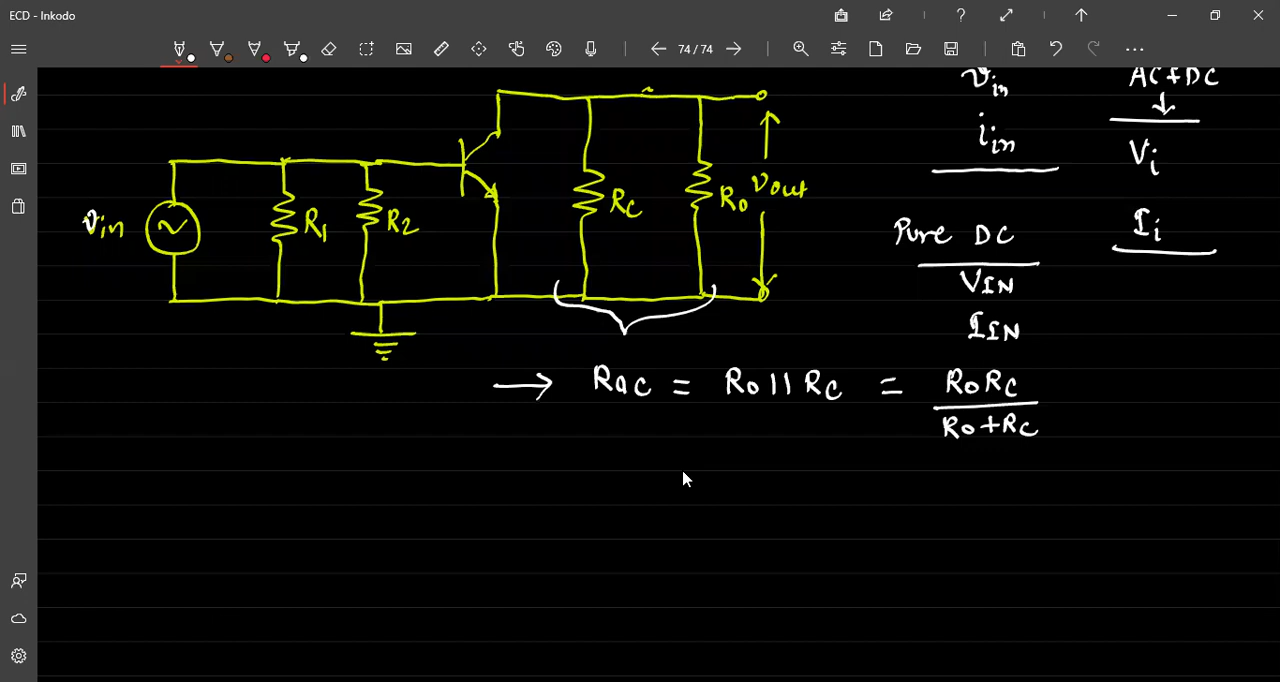 ECD - Inkodo
74 / 74
vin
iin
AC + DC
Vi
Ii
vin
R1
R2
RC
Ro
vout
Pure DC
VIN
IIN
RAC = Ro || RC = RoRC
Ro + RC